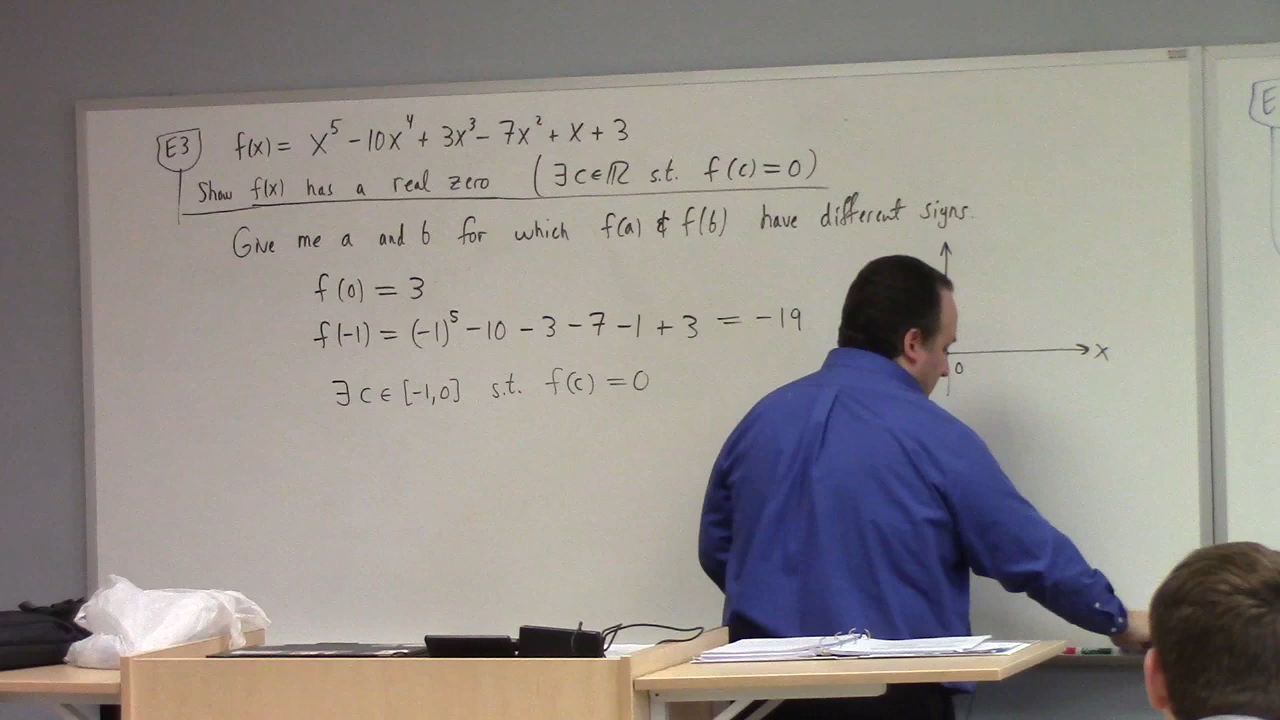 E3 f(x) = x⁵ - 10x⁴ + 3x³ - 7x² + x + 3
Show f(x) has a real zero (∃ c ∈ ℝ s.t. f(c) = 0)
Give me a and b for which f(a) & f(b) have different signs.
f(0) = 3
f(-1) = (-1)⁵ - 10 - 3 - 7 - 1 + 3 = -19
∃ c ∈ [-1,0] s.t. f(c) = 0
x
0
E